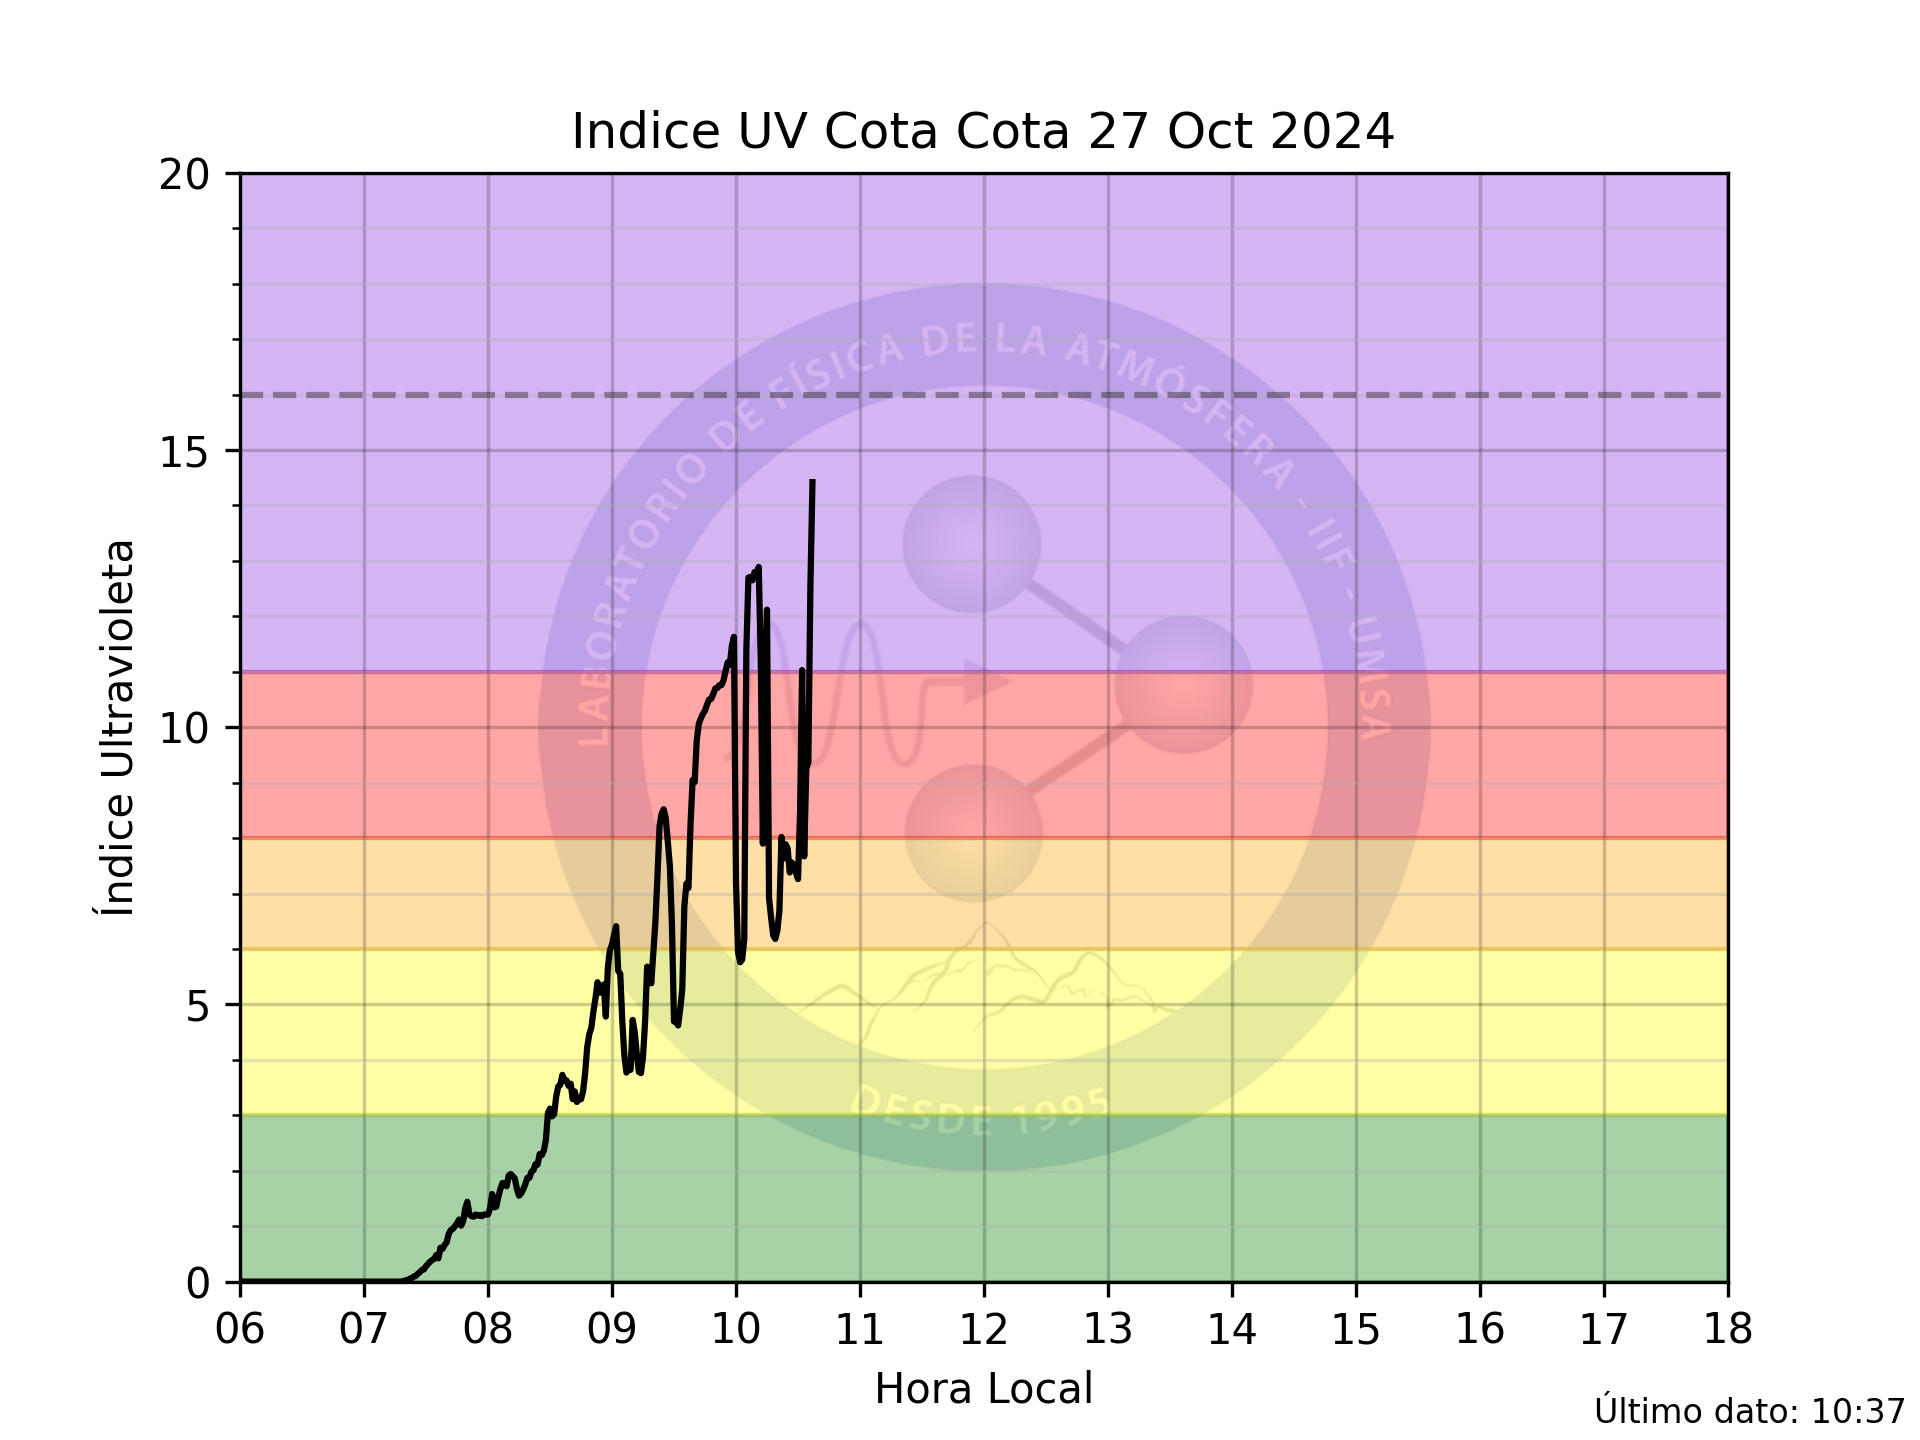 Indice UV Cota Cota 27 Oct 2024
20
15
10
5
0
Índice Ultravioleta
LABORATORIO DE FÍSICA DE LA ATMÓSFERA - IIF - UMSA
DESDE 1995
06 07 08 09 10 11 12 13 14 15 16 17 18
Hora Local
Último dato: 10:37